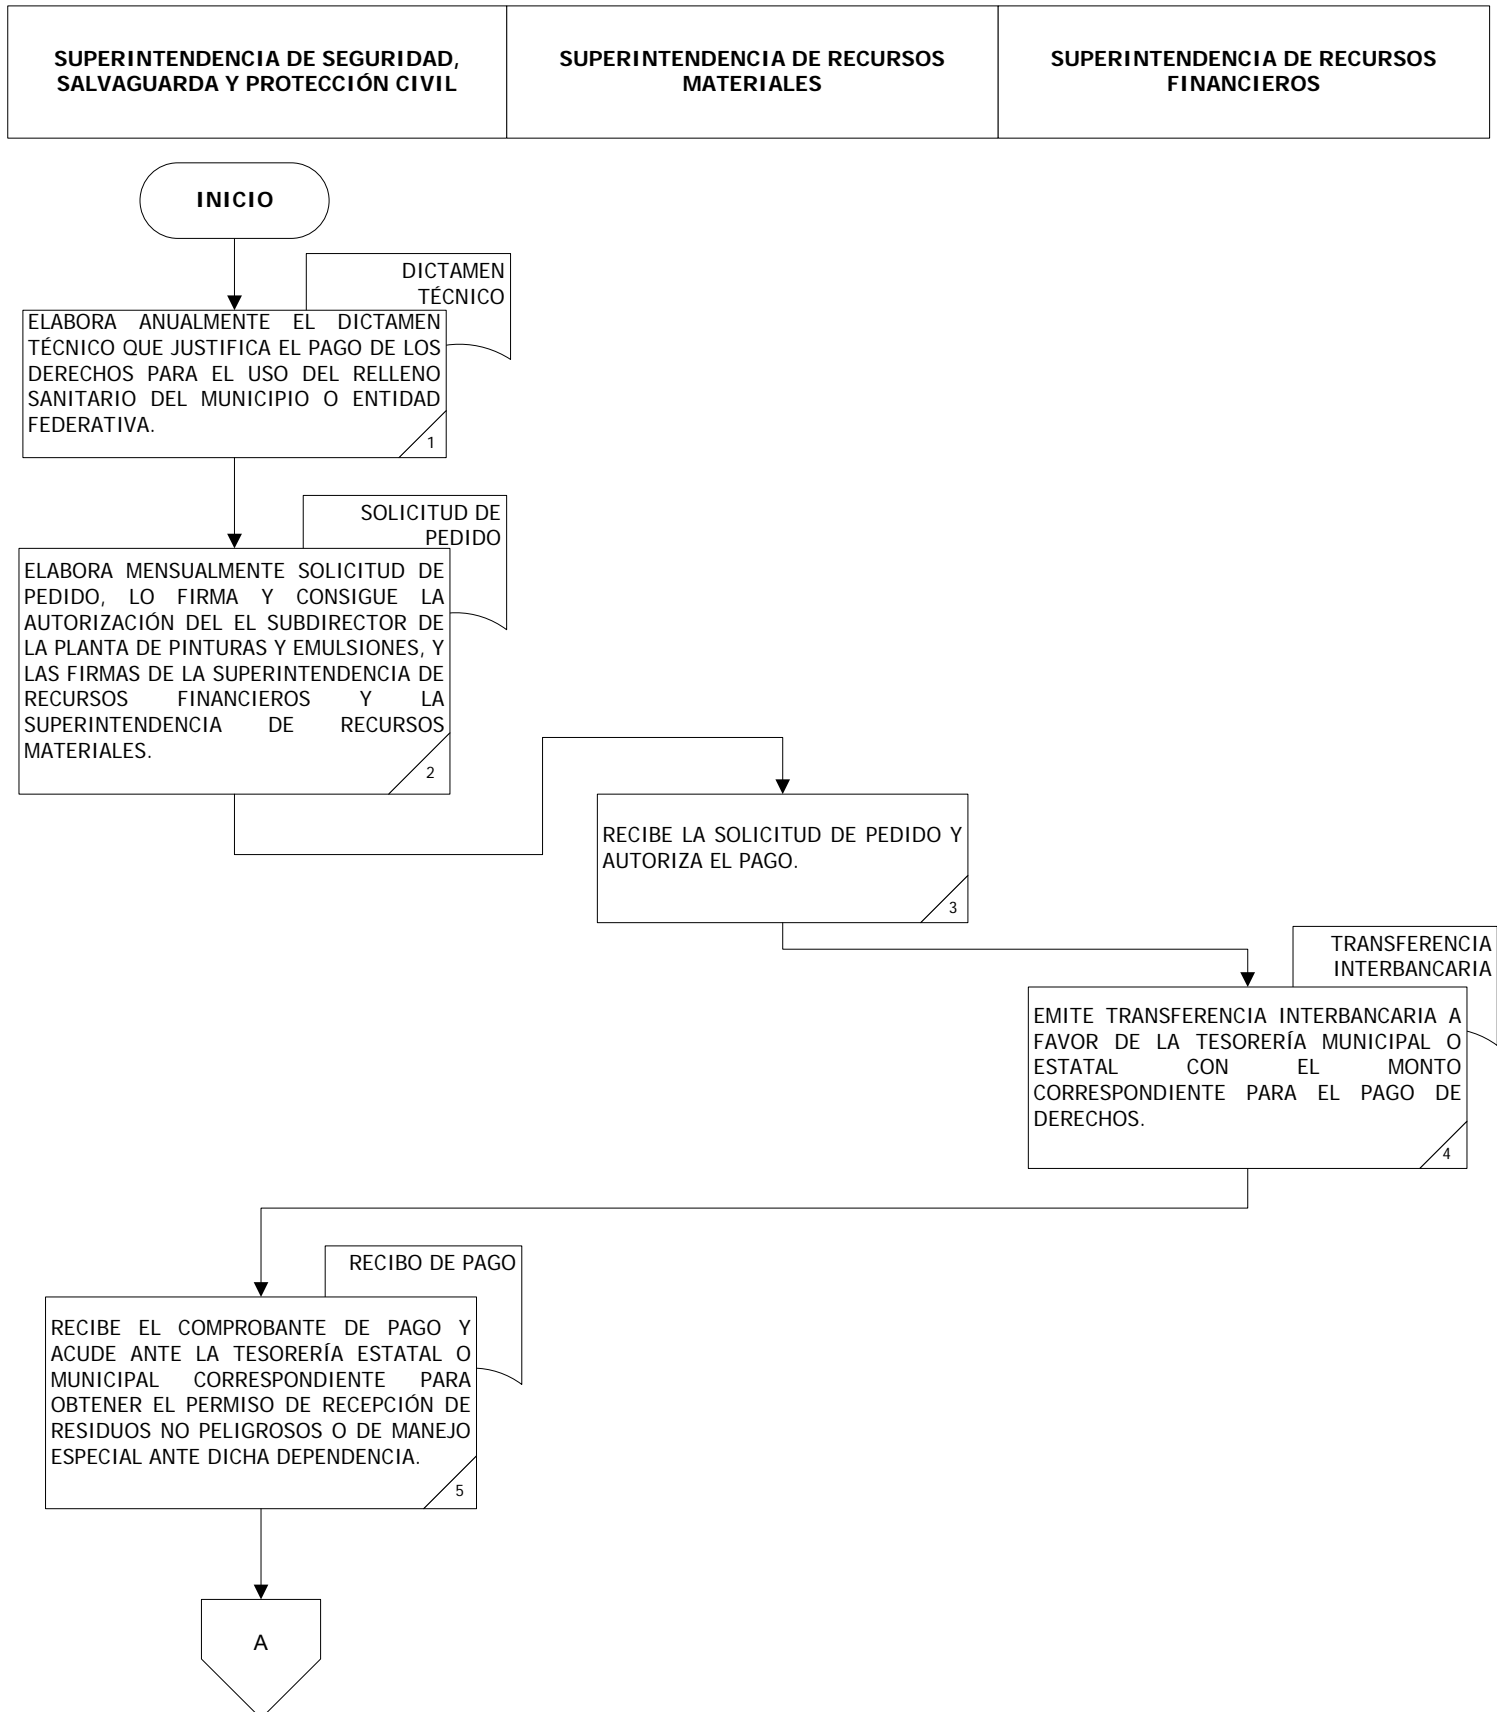 SUPERINTENDENCIA DE SEGURIDAD,
SALVAGUARDA Y PROTECCIÓN CIVIL
SUPERINTENDENCIA DE RECURSOS
MATERIALES
SUPERINTENDENCIA DE RECURSOS
FINANCIEROS
INICIO
DICTAMEN
TÉCNICO
ELABORA ANUALMENTE EL DICTAMEN
TÉCNICO QUE JUSTIFICA EL PAGO DE LOS
DERECHOS PARA EL USO DEL RELLENO
SANITARIO DEL MUNICIPIO O ENTIDAD
FEDERATIVA.
1
SOLICITUD DE
PEDIDO
ELABORA MENSUALMENTE SOLICITUD DE
PEDIDO, LO FIRMA Y CONSIGUE LA
AUTORIZACIÓN DEL EL SUBDIRECTOR DE
LA PLANTA DE PINTURAS Y EMULSIONES, Y
LAS FIRMAS DE LA SUPERINTENDENCIA DE
RECURSOS FINANCIEROS Y LA
SUPERINTENDENCIA DE RECURSOS
MATERIALES.
2
RECIBE LA SOLICITUD DE PEDIDO Y
AUTORIZA EL PAGO.
3
TRANSFERENCIA
INTERBANCARIA
EMITE TRANSFERENCIA INTERBANCARIA A
FAVOR DE LA TESORERÍA MUNICIPAL O
ESTATAL CON EL MONTO
CORRESPONDIENTE PARA EL PAGO DE
DERECHOS.
4
RECIBO DE PAGO
RECIBE EL COMPROBANTE DE PAGO Y
ACUDE ANTE LA TESORERÍA ESTATAL O
MUNICIPAL CORRESPONDIENTE PARA
OBTENER EL PERMISO DE RECEPCIÓN DE
RESIDUOS NO PELIGROSOS O DE MANEJO
ESPECIAL ANTE DICHA DEPENDENCIA.
5
A